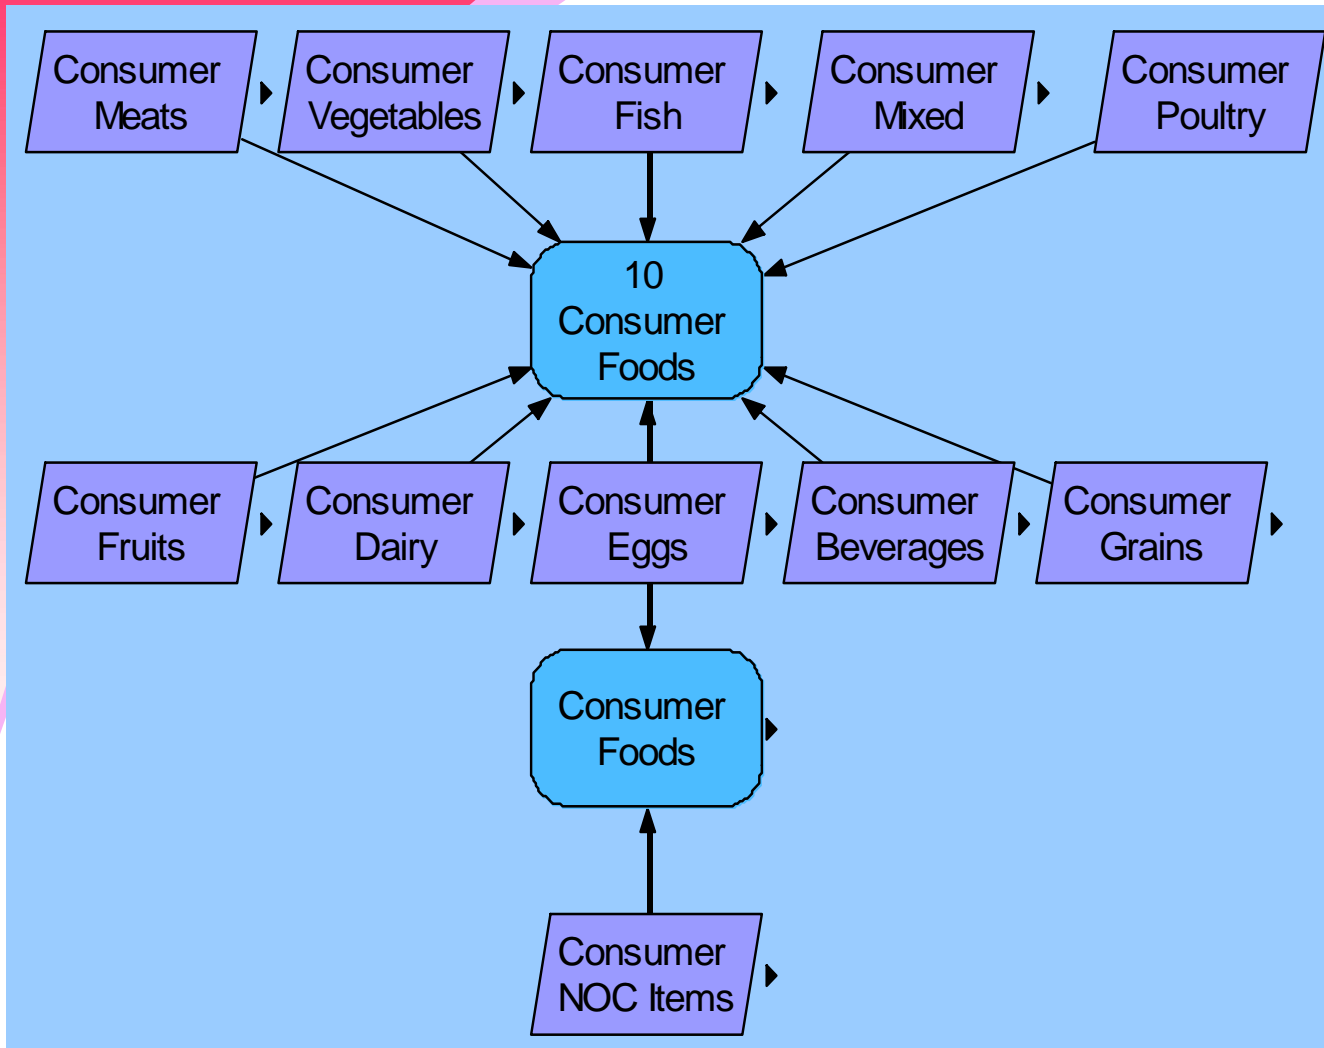 Consumer
Meats
Consumer
Vegetables
Consumer
Fish
Consumer
Mixed
Consumer
Poultry
10
Consumer
Foods
Consumer
Fruits
Consumer
Dairy
Consumer
Eggs
Consumer
Beverages
Consumer
Grains
Consumer
Foods
Consumer
NOC Items